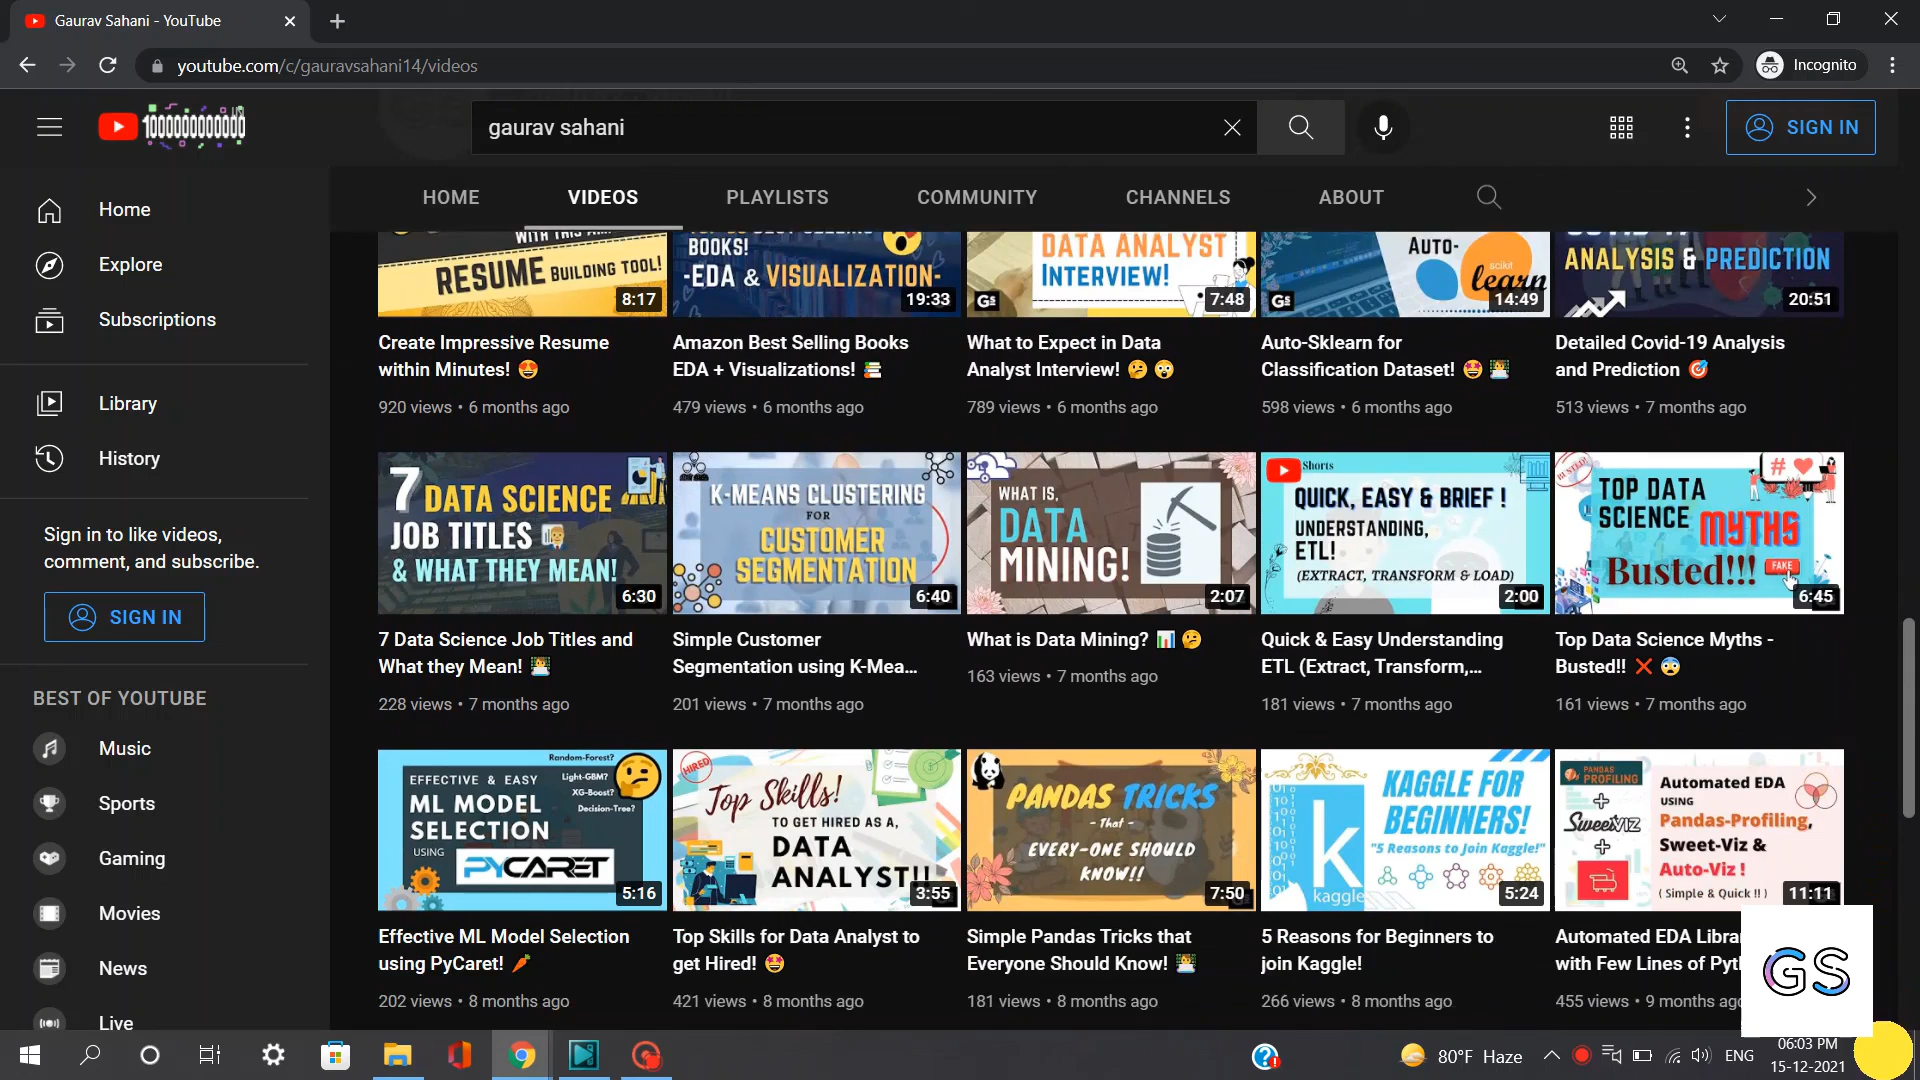 Gaurav Sahani - YouTube
youtube.com/c/gauravsahani14/videos
Incognito
1000000000000
gaurav sahani
SIGN IN
HOME
VIDEOS
PLAYLISTS
COMMUNITY
CHANNELS
ABOUT
Home
Explore
Subscriptions
Library
History
Sign in to like videos,
comment, and subscribe.
SIGN IN
BEST OF YOUTUBE
Music
Sports
Gaming
Movies
News
Live
RESUME BUILDING TOOL!
8:17
Create Impressive Resume
within Minutes! 🤩
920 views • 6 months ago
BOOKS!
-EDA & VISUALIZATION-
19:33
Amazon Best Selling Books
EDA + Visualizations! 📚
479 views • 6 months ago
DATA ANALYST
INTERVIEW!
GS
7:48
What to Expect in Data
Analyst Interview! 🤔 😲
789 views • 6 months ago
AUTO-
scikit
learn
GS
14:49
Auto-Sklearn for
Classification Dataset! 🤩 👨‍💻
598 views • 6 months ago
ANALYSIS & PREDICTION
20:51
Detailed Covid-19 Analysis
and Prediction 🎯
513 views • 7 months ago
7 DATA SCIENCE
JOB TITLES
& WHAT THEY MEAN!
6:30
7 Data Science Job Titles and
What they Mean! 👨‍💻
228 views • 7 months ago
K-MEANS CLUSTERING
FOR
CUSTOMER
SEGMENTATION
6:40
Simple Customer
Segmentation using K-Mea...
201 views • 7 months ago
WHAT IS,
DATA
MINING!
2:07
What is Data Mining? 📊 🤔
163 views • 7 months ago
Shorts
QUICK, EASY & BRIEF !
UNDERSTANDING,
ETL!
(EXTRACT, TRANSFORM & LOAD)
2:00
Quick & Easy Understanding
ETL (Extract, Transform,...
181 views • 7 months ago
BUSTED
TOP DATA
SCIENCE
MYTHS
Busted!!!
FAKE
6:45
Top Data Science Myths -
Busted!! ❌ 😨
161 views • 7 months ago
EFFECTIVE & EASY
ML MODEL
SELECTION
USING
PYCARET
Random-Forest?
Light-GBM?
XG-Boost?
Decision-Tree?
5:16
Effective ML Model Selection
using PyCaret! 🥕
202 views • 8 months ago
HIRED
Top Skills!
TO GET HIRED AS A,
DATA
ANALYST!!
3:55
Top Skills for Data Analyst to
get Hired! 🤩
421 views • 8 months ago
PANDAS TRICKS
- That -
EVERY-ONE SHOULD
KNOW!!
7:50
Simple Pandas Tricks that
Everyone Should Know! 👨‍💻
181 views • 8 months ago
KAGGLE FOR
BEGINNERS!
"5 Reasons to Join Kaggle!"
k
kaggle
5:24
5 Reasons for Beginners to
join Kaggle!
266 views • 8 months ago
PANDAS
PROFILING
+
SweetVIZ
+
Automated EDA
USING
Pandas-Profiling,
Sweet-Viz &
Auto-Viz !
( Simple & Quick !! )
11:11
Automated EDA Libra
with Few Lines of Pyt
455 views • 9 months ago
GS
80°F Haze
ENG
06:03 PM
15-12-2021